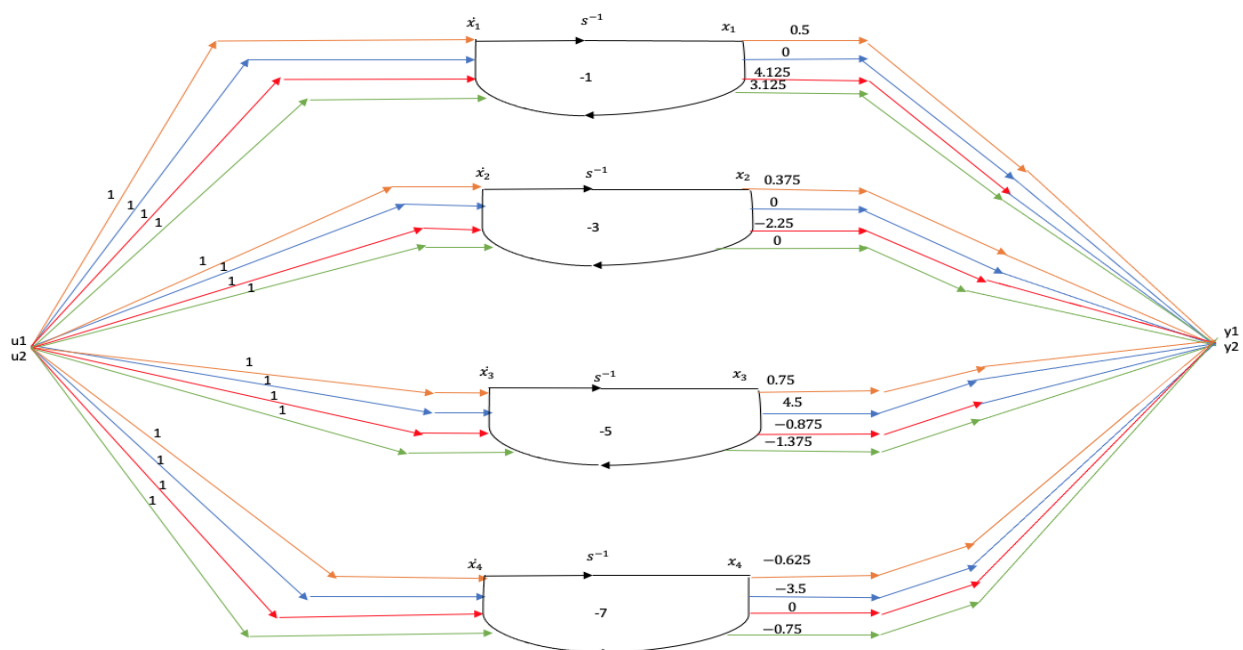 ẋ₁ s⁻¹ x₁ 0.5
0
-1 4.125
3.125
ẋ₂ s⁻¹ x₂ 0.375
1 0
1 -3 −2.25
1 0
1
1
1
1
1
u1 y1
u2 y2
1 ẋ₃ s⁻¹ x₃ 0.75
1 4.5
1 -5 −0.875
1 −1.375
1
1
1
1
ẋ₄ s⁻¹ x₄ −0.625
−3.5
-7 0
−0.75